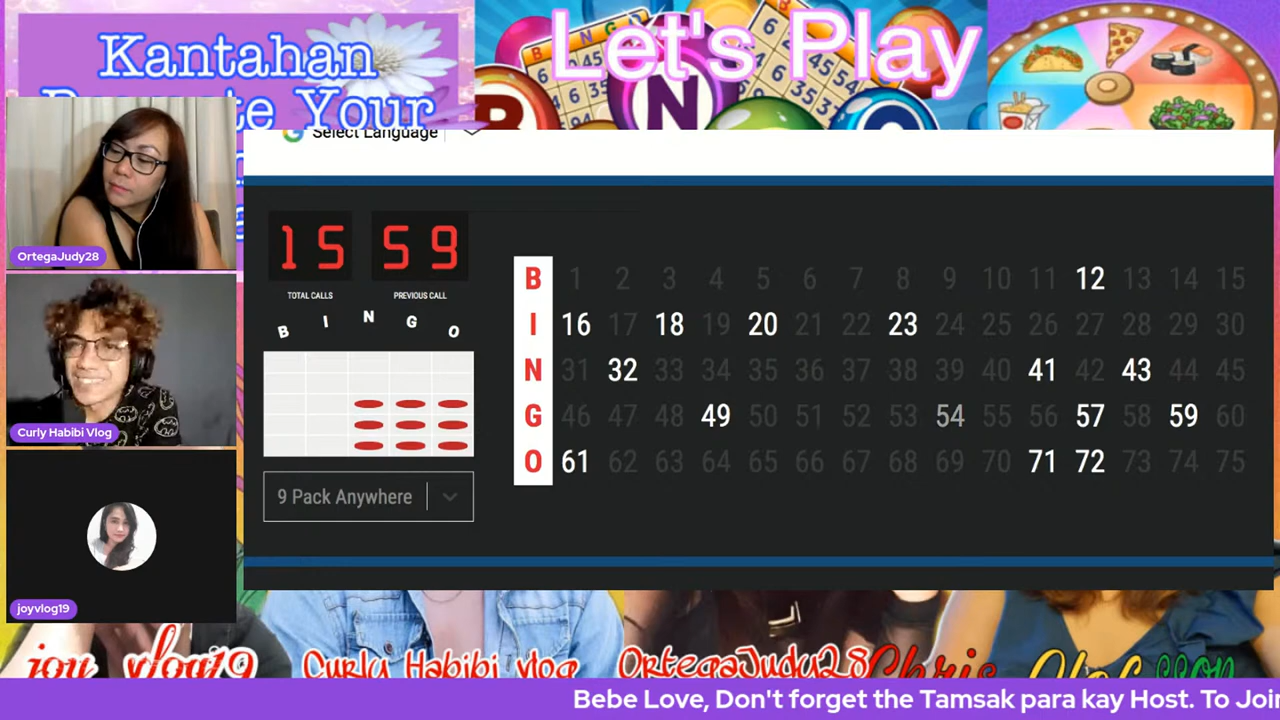 Kantahan
Let's Play
Select Language
OrtegaJudy28
Curly Habibi Vlog
joyvlog19
15 59
TOTAL CALLS PREVIOUS CALL
B I N G O
9 Pack Anywhere
B 1 2 3 4 5 6 7 8 9 10 11 12 13 14 15
I 16 17 18 19 20 21 22 23 24 25 26 27 28 29 30
N 31 32 33 34 35 36 37 38 39 40 41 42 43 44 45
G 46 47 48 49 50 51 52 53 54 55 56 57 58 59 60
O 61 62 63 64 65 66 67 68 69 70 71 72 73 74 75
joy vlog19 Curly Habibi vlog OrtegaJudy28 Chris
Bebe Love, Don't forget the Tamsak para kay Host. To Joi